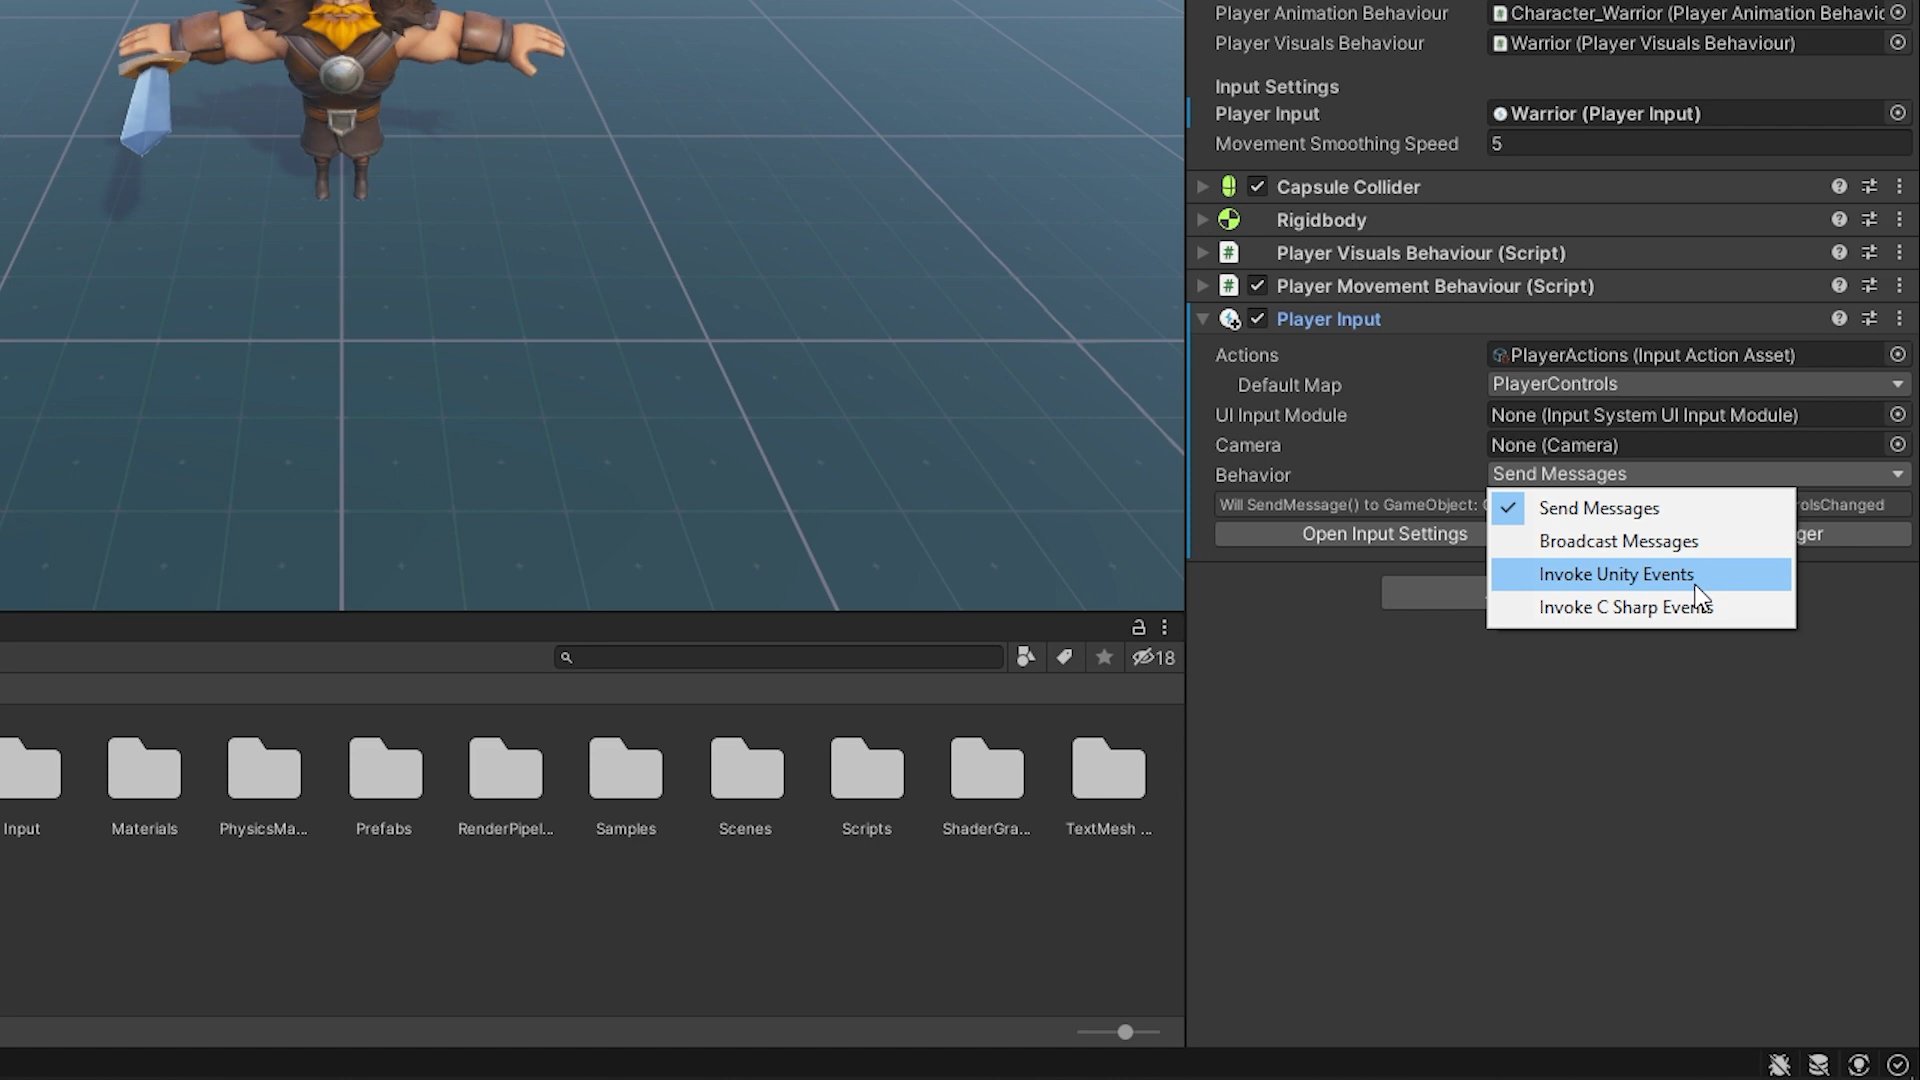 Player Animation Behaviour
Character_Warrior (Player Animation Behavio
Player Visuals Behaviour
Warrior (Player Visuals Behaviour)
Input Settings
Player Input
Warrior (Player Input)
Movement Smoothing Speed
5
Capsule Collider
Rigidbody
Player Visuals Behaviour (Script)
Player Movement Behaviour (Script)
Player Input
Actions
PlayerActions (Input Action Asset)
Default Map
PlayerControls
UI Input Module
None (Input System UI Input Module)
Camera
None (Camera)
Behavior
Send Messages
Will SendMessage() to GameObject:
olsChanged
Open Input Settings
ger
Send Messages
Broadcast Messages
Invoke Unity Events
Invoke C Sharp Events
18
Input
Materials
PhysicsMa...
Prefabs
RenderPipel...
Samples
Scenes
Scripts
ShaderGra...
TextMesh ...